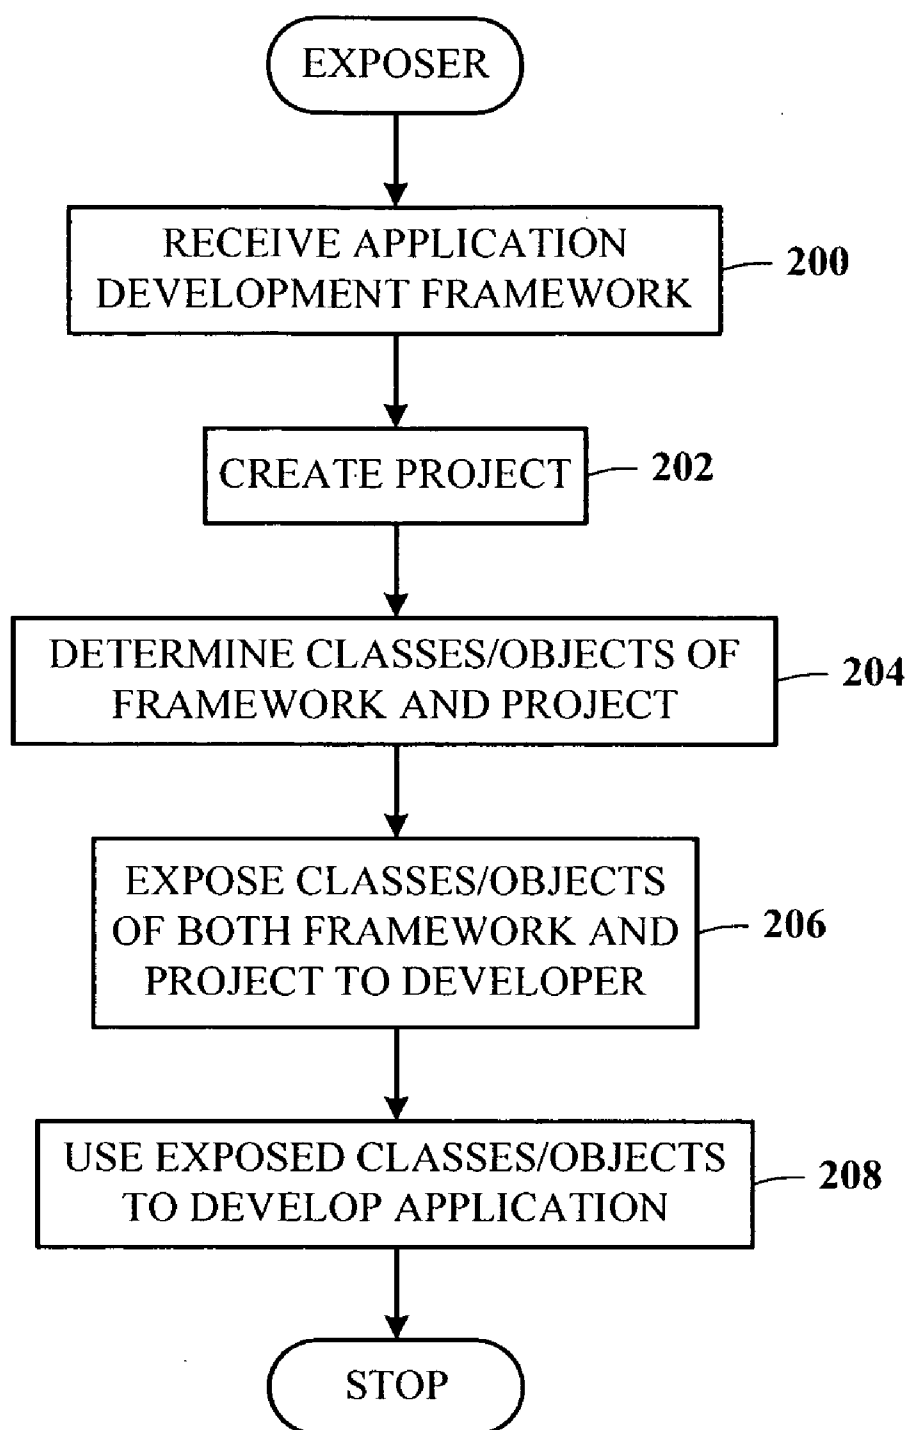 EXPOSER
RECEIVE APPLICATION
DEVELOPMENT FRAMEWORK
200
CREATE PROJECT
202
DETERMINE CLASSES/OBJECTS OF
FRAMEWORK AND PROJECT
204
EXPOSE CLASSES/OBJECTS
OF BOTH FRAMEWORK AND
PROJECT TO DEVELOPER
206
USE EXPOSED CLASSES/OBJECTS
TO DEVELOP APPLICATION
208
STOP